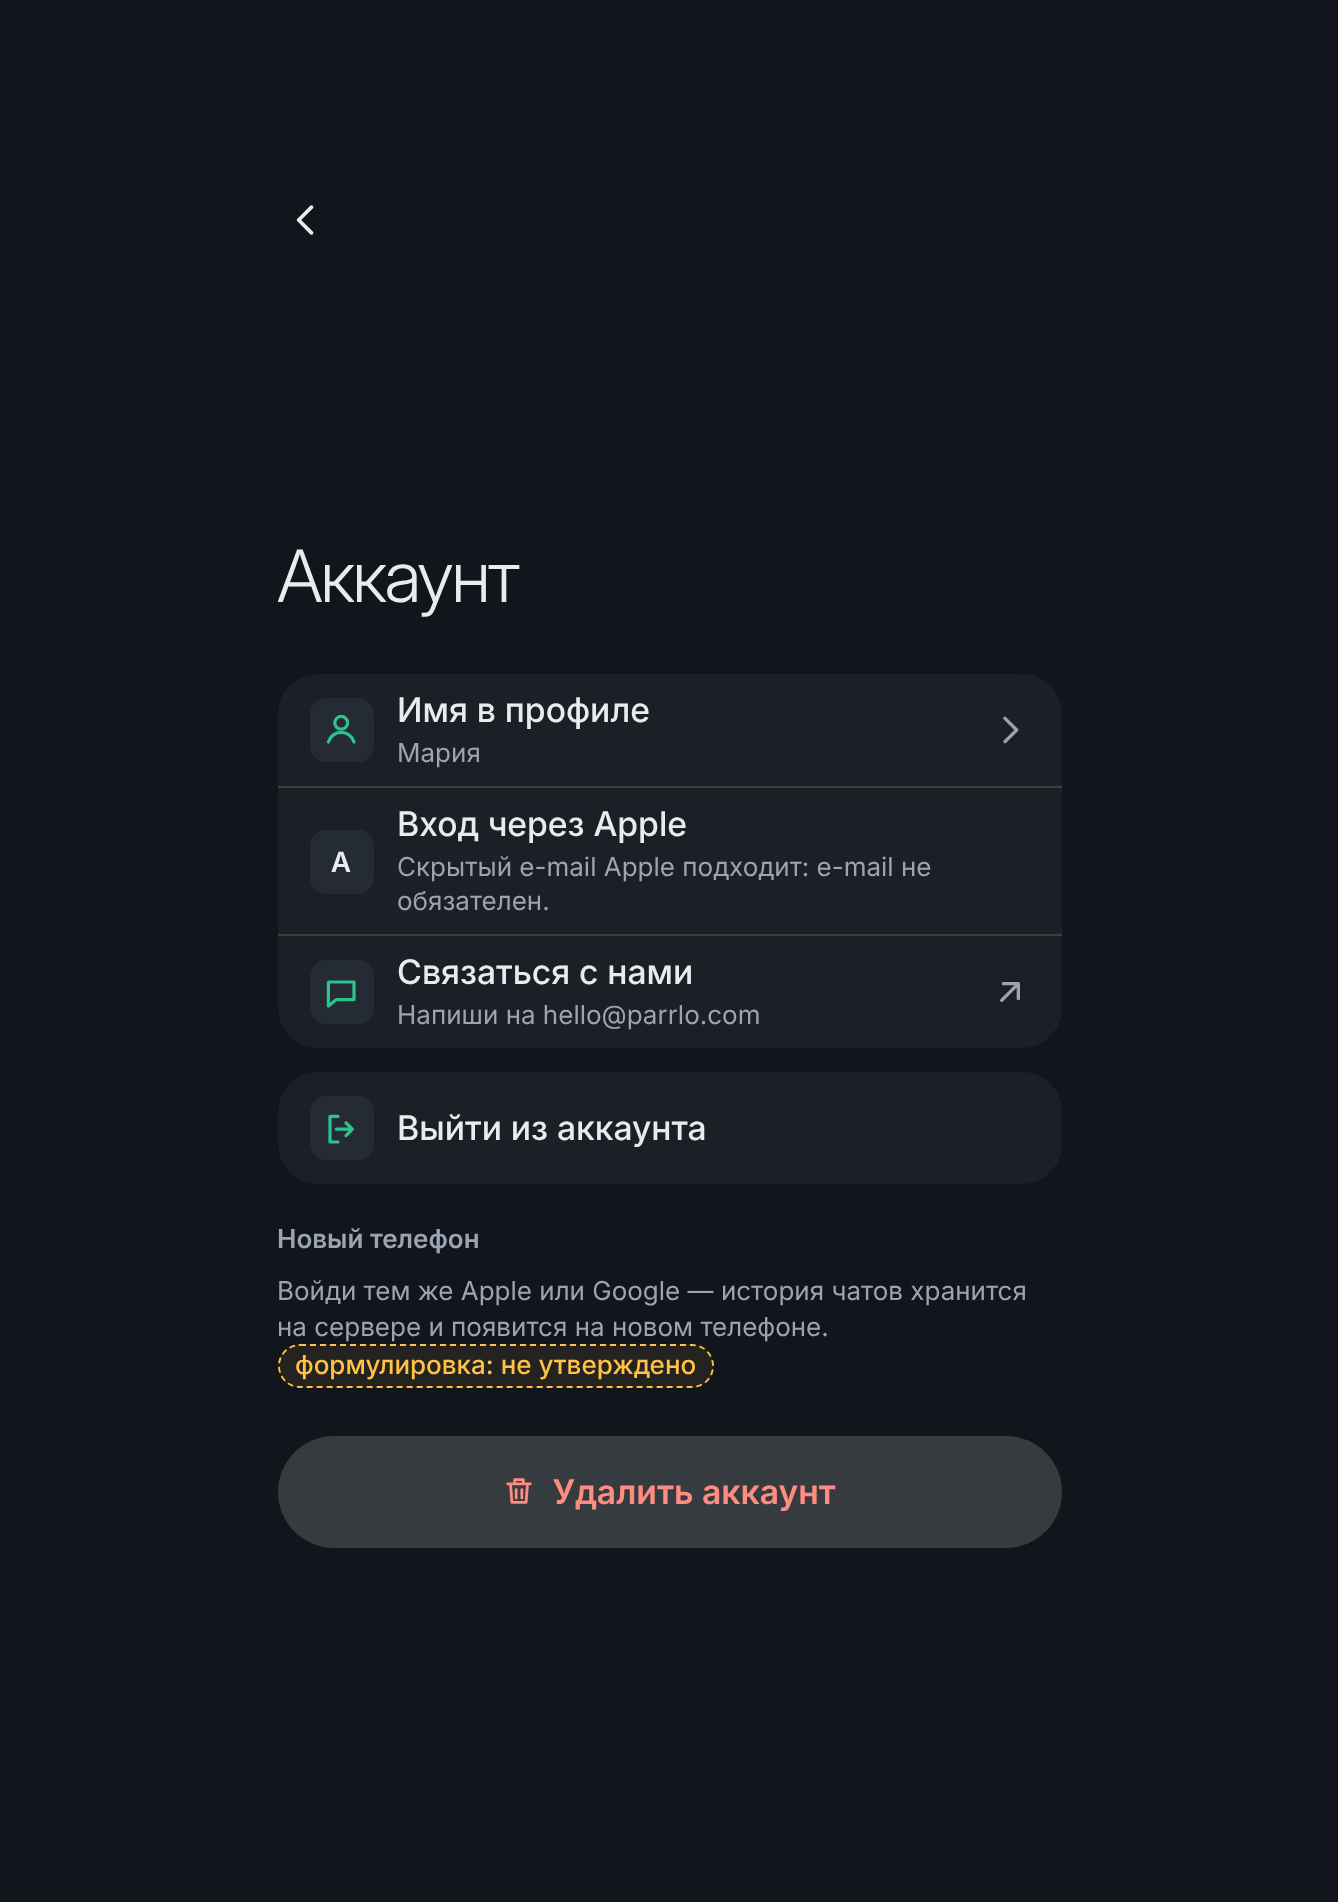 Аккаунт
Имя в профиле
Мария
A
Вход через Apple
Скрытый e-mail Apple подходит: e-mail не
обязателен.
Связаться с нами
Напиши на hello@parrlo.com
Выйти из аккаунта
Новый телефон
Войди тем же Apple или Google — история чатов хранится
на сервере и появится на новом телефоне.
формулировка: не утверждено
Удалить аккаунт